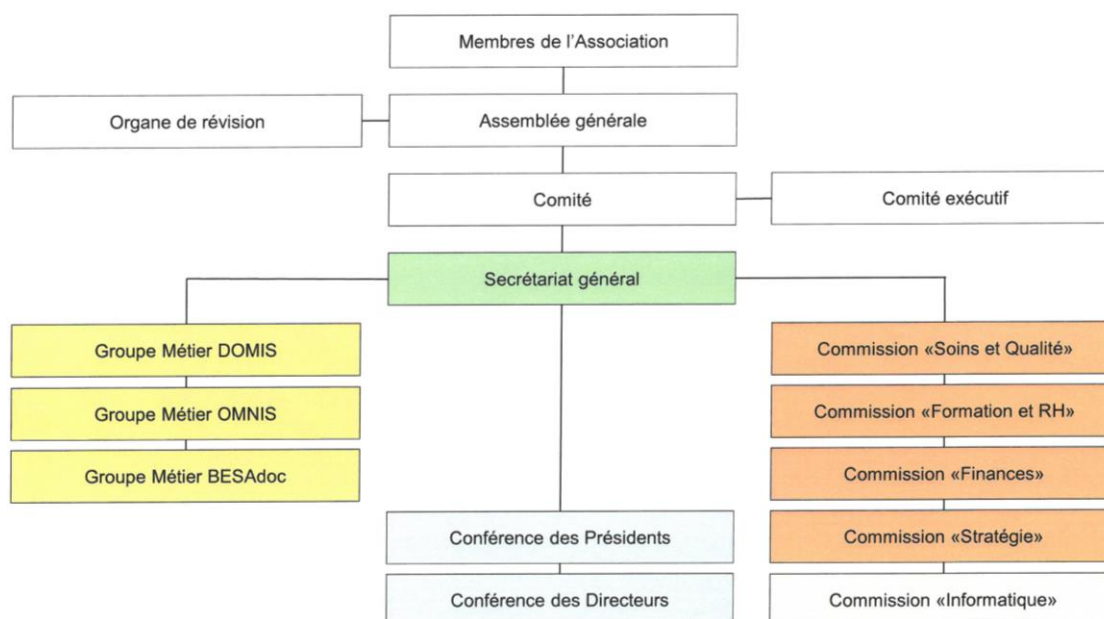 Membres de l'Association
Organe de révision
Assemblée générale
Comité
Comité exécutif
Secrétariat général
Groupe Métier DOMIS
Commission «Soins et Qualité»
Groupe Métier OMNIS
Commission «Formation et RH»
Groupe Métier BESAdoc
Commission «Finances»
Conférence des Présidents
Commission «Stratégie»
Conférence des Directeurs
Commission «Informatique»